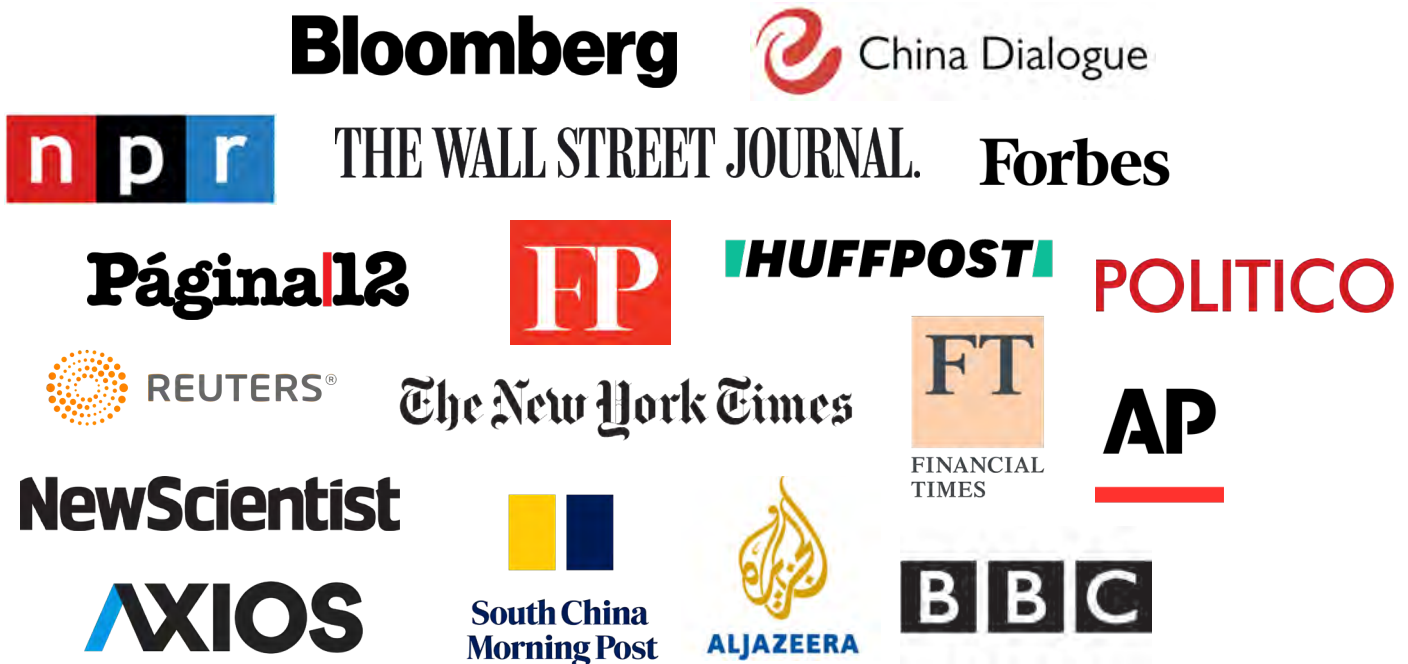 Bloomberg
China Dialogue
npr
THE WALL STREET JOURNAL.
Forbes
Página|12
FP
HUFFPOST
POLITICO
REUTERS®
The New York Times
FT
FINANCIAL
TIMES
AP
NewScientist
South China
Morning Post
الجزيرة
ALJAZEERA
BBC
AXIOS